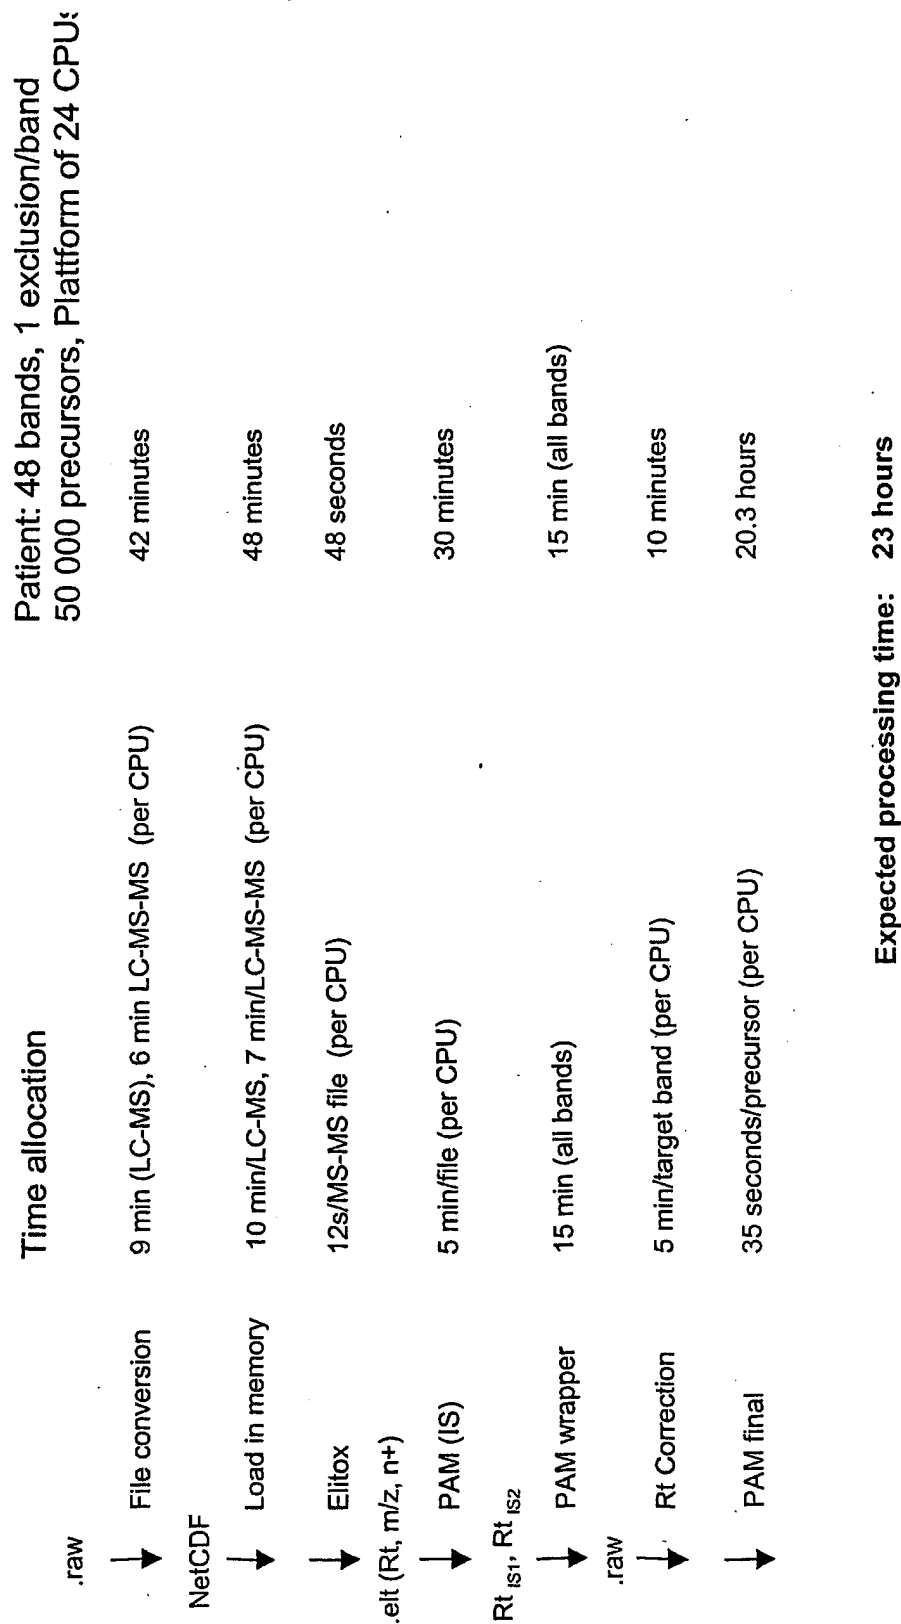 Patient: 48 bands, 1 exclusion/band
Time allocation 50 000 precursors, Plattform of 24 CPUs
.raw
File conversion 9 min (LC-MS), 6 min LC-MS-MS (per CPU) 42 minutes
NetCDF
Load in memory 10 min/LC-MS, 7 min/LC-MS-MS (per CPU) 48 minutes
Elitox 12s/MS-MS file (per CPU) 48 seconds
.elt (Rt, m/z, n+)
PAM (IS) 5 min/file (per CPU) 30 minutes
Rt IS1, Rt IS2
PAM wrapper 15 min (all bands) 15 min (all bands)
.raw
Rt Correction 5 min/target band (per CPU) 10 minutes
PAM final 35 seconds/precursor (per CPU) 20.3 hours
Expected processing time: 23 hours